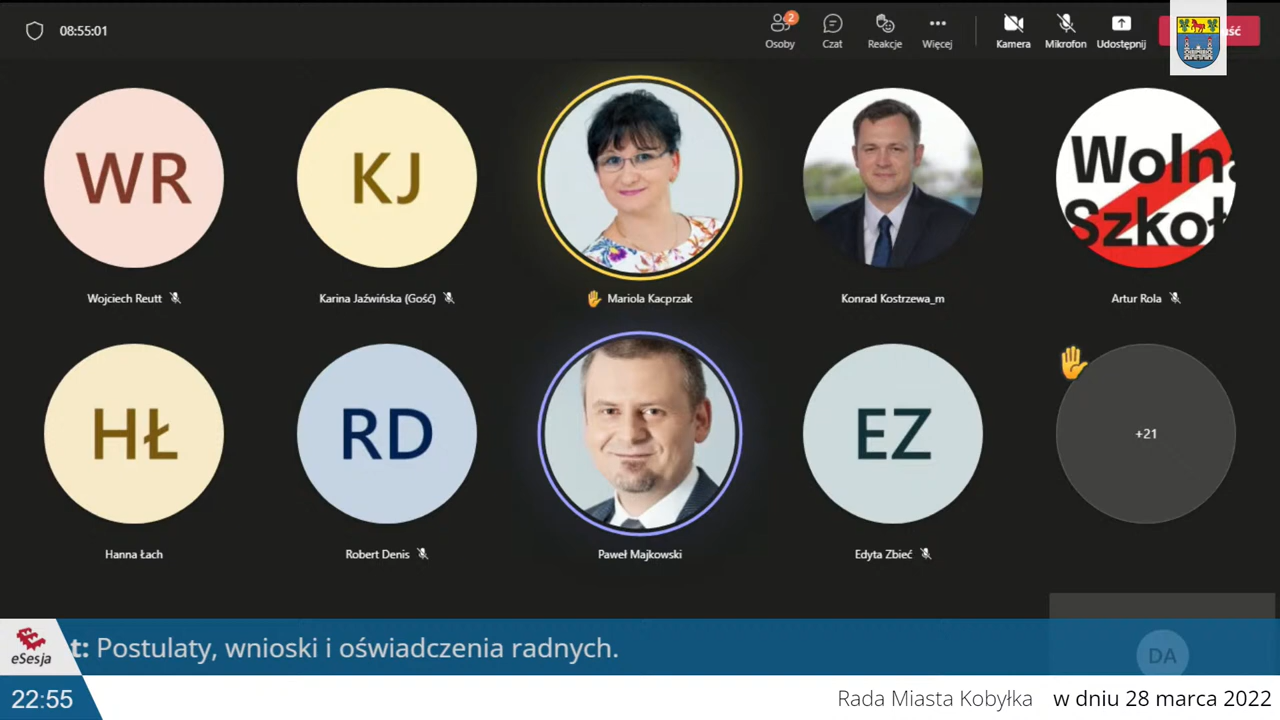 08:55:01
2
Osoby
Czat
Reakcje
Więcej
Kamera
Mikrofon
Udostępnij
WR
KJ
Woln
Szkoł
Wojciech Reutt
Karina Jaźwińska (Gość)
Mariola Kacprzak
Konrad Kostrzewa_m
Artur Rola
HŁ
RD
EZ
+21
Hanna Łach
Robert Denis
Paweł Majkowski
Edyta Zbieć
eSesja
t: Postulaty, wnioski i oświadczenia radnych.
DA
22:55
Rada Miasta Kobyłka w dniu 28 marca 2022